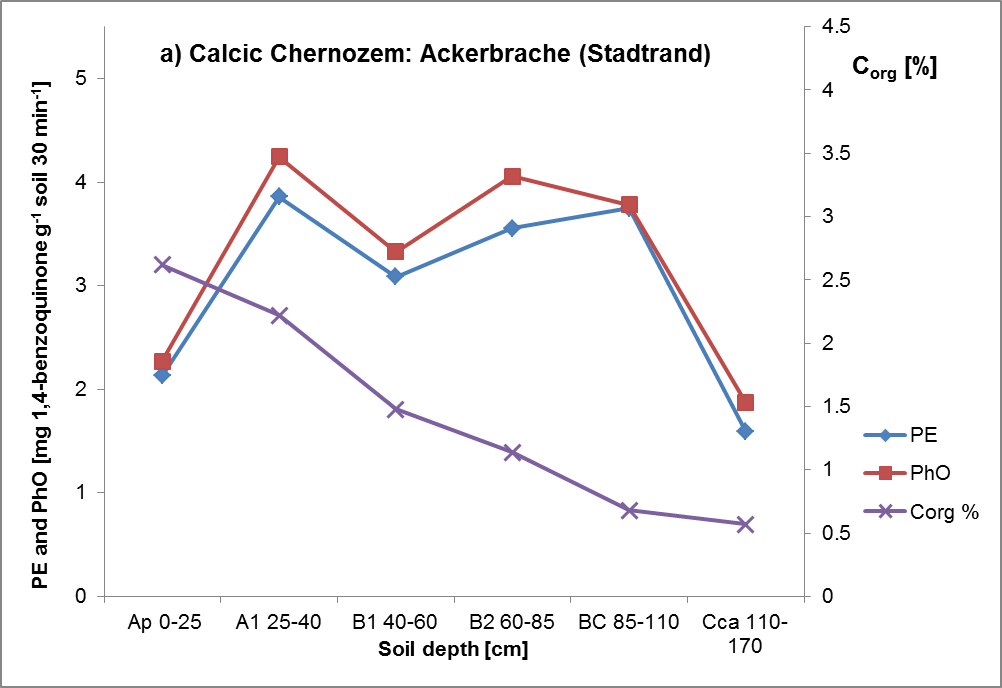 a) Calcic Chernozem: Ackerbrache (Stadtrand)
PE and PhO [mg 1,4-benzoquinone g-1 soil 30 min-1]
5
4
3
2
1
0
Corg [%]
4.5
4
3.5
3
2.5
2
1.5
1
0.5
0
PE
PhO
Corg %
Ap 0-25 A1 25-40 B1 40-60 B2 60-85 BC 85-110 Cca 110-
170
Soil depth [cm]